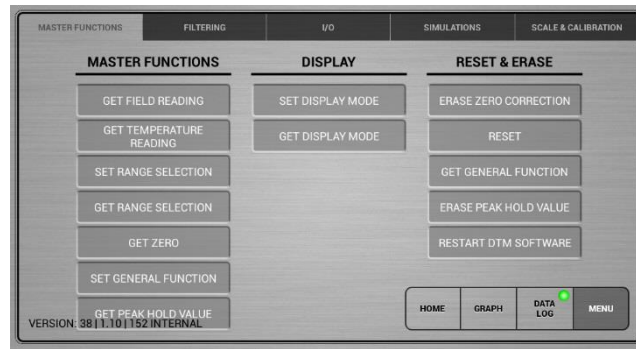 MASTER FUNCTIONS
FILTERING
I/O
SIMULATIONS
SCALE & CALIBRATION
MASTER FUNCTIONS
GET FIELD READING
GET TEMPERATURE
READING
SET RANGE SELECTION
GET RANGE SELECTION
GET ZERO
SET GENERAL FUNCTION
GET PEAK HOLD VALUE
DISPLAY
SET DISPLAY MODE
GET DISPLAY MODE
RESET & ERASE
ERASE ZERO CORRECTION
RESET
GET GENERAL FUNCTION
ERASE PEAK HOLD VALUE
RESTART DTM SOFTWARE
VERSION: 38 | 1.10 | 152 INTERNAL
HOME
GRAPH
DATA
LOG
MENU